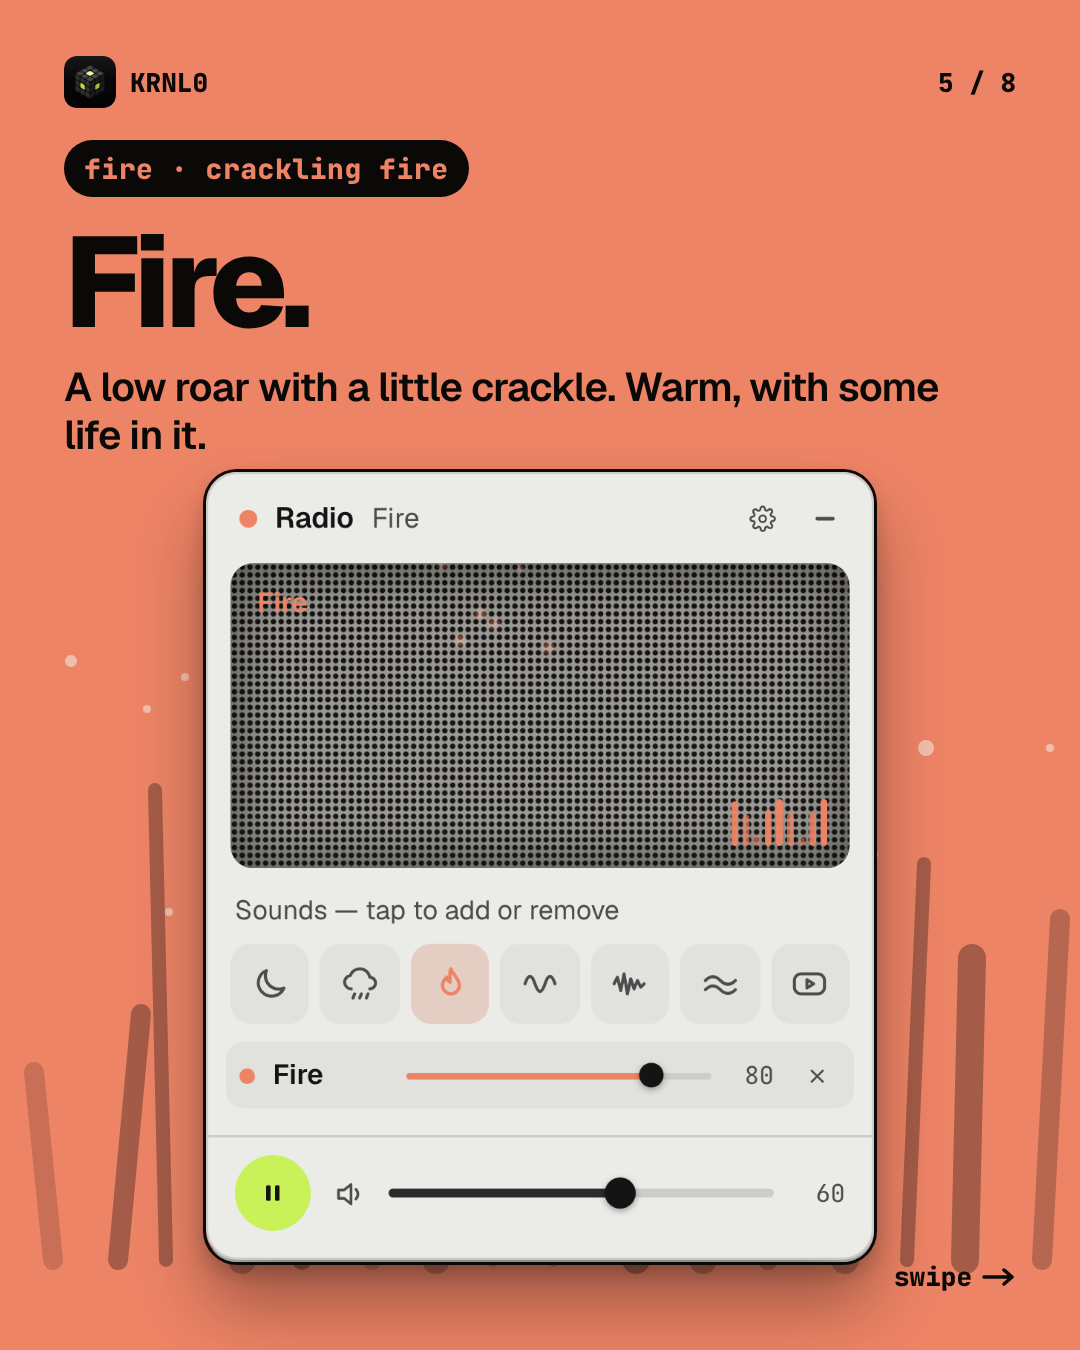 KRNL0
5 / 8
fire · crackling fire
Fire.
A low roar with a little crackle. Warm, with some
life in it.
Radio Fire
Fire
Sounds — tap to add or remove
Fire
80
60
swipe →